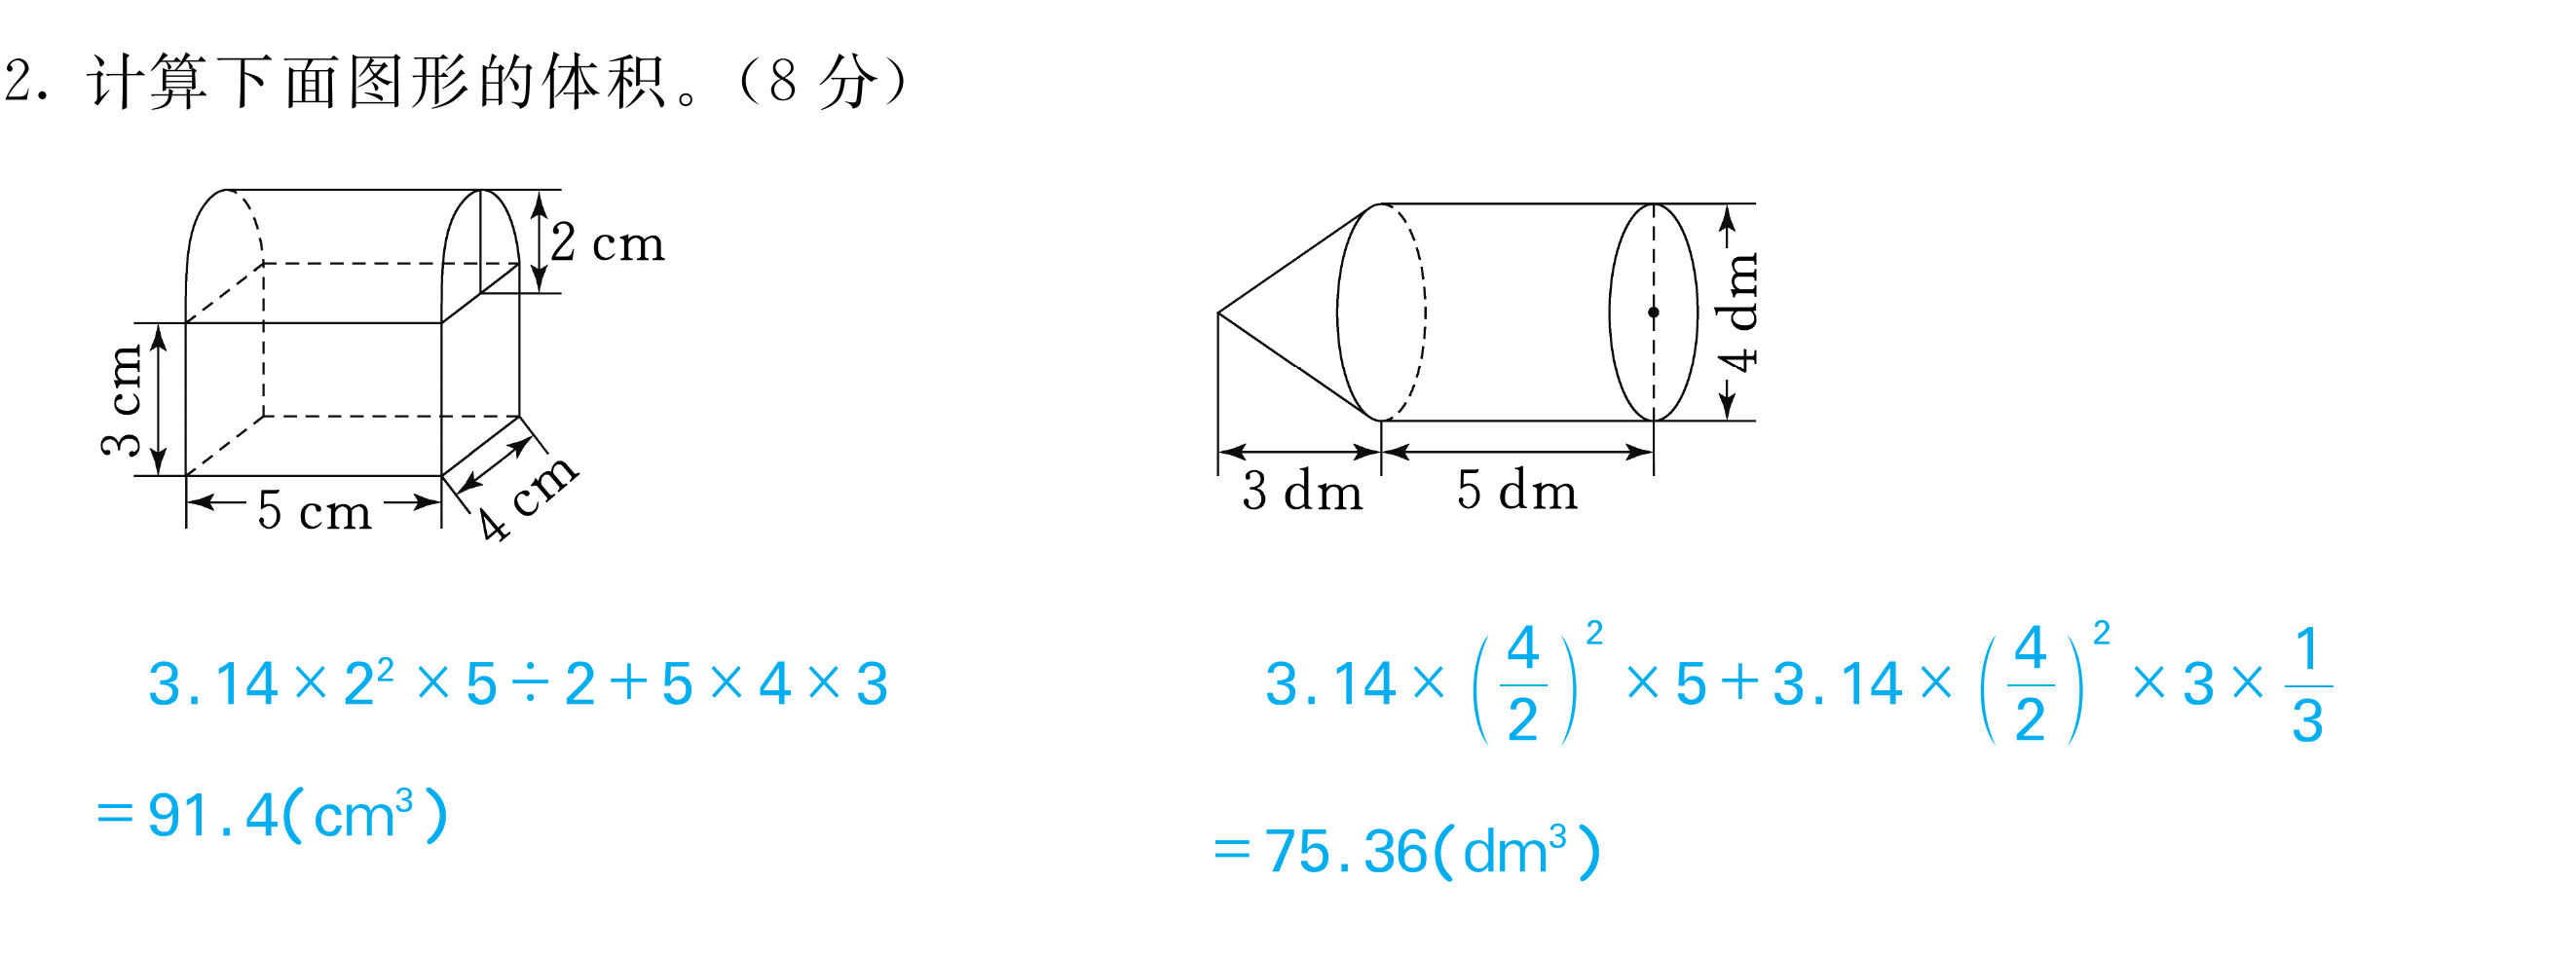 2. 计算下面图形的体积。（8 分）
2 cm
3 cm
5 cm
4 cm
4 dm
3 dm
5 dm
3.14×2²×5÷2+5×4×3
=91.4(cm³)
3.14×(4/2)²×5+3.14×(4/2)²×3×1/3
=75.36(dm³)